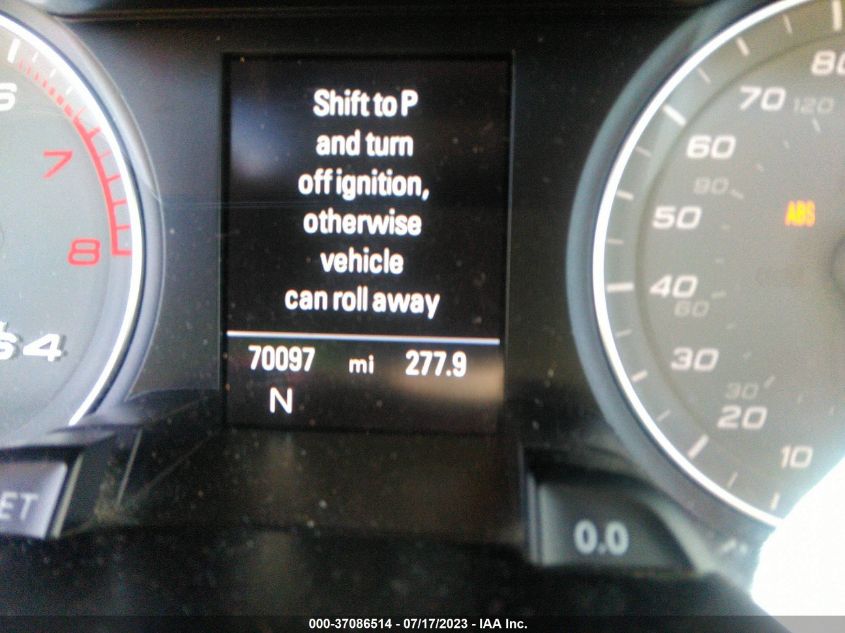 6
7
8
S4
Shift to P
and turn
off ignition,
otherwise
vehicle
can roll away
70097 mi 277.9
N
80
70 120
60
90
50 ABS
40
60
30
30
20
10
ET
0.0
000-37086514 / 07/17/2023 - IAA Inc.